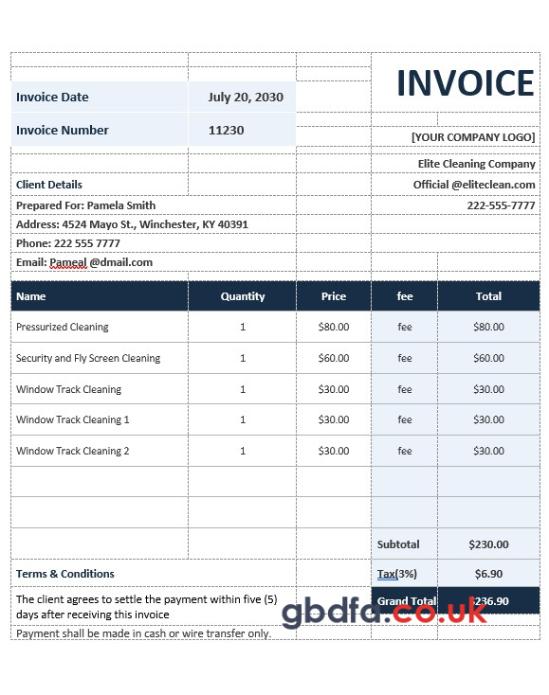 INVOICE
Invoice Date July 20, 2030
Invoice Number 11230
[YOUR COMPANY LOGO]
Elite Cleaning Company
Client Details Official @eliteclean.com
Prepared For: Pamela Smith 222-555-7777
Address: 4524 Mayo St., Winchester, KY 40391
Phone: 222 555 7777
Email: Pameal @dmail.com
Name Quantity Price fee Total
Pressurized Cleaning 1 $80.00 fee $80.00
Security and Fly Screen Cleaning 1 $60.00 fee $60.00
Window Track Cleaning 1 $30.00 fee $30.00
Window Track Cleaning 1 1 $30.00 fee $30.00
Window Track Cleaning 2 1 $30.00 fee $30.00
Subtotal $230.00
Terms & Conditions Tax(3%) $6.90
The client agrees to settle the payment within five (5)
days after receiving this invoice
Grand Total 236.90
gbdfd.co.uk
Payment shall be made in cash or wire transfer only.